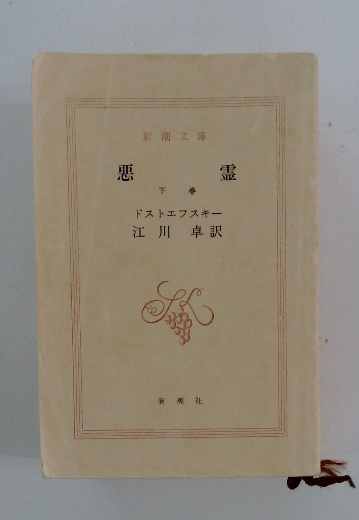 新潮文庫
悪霊
下巻
ドストエフスキー
江川卓訳
新潮社